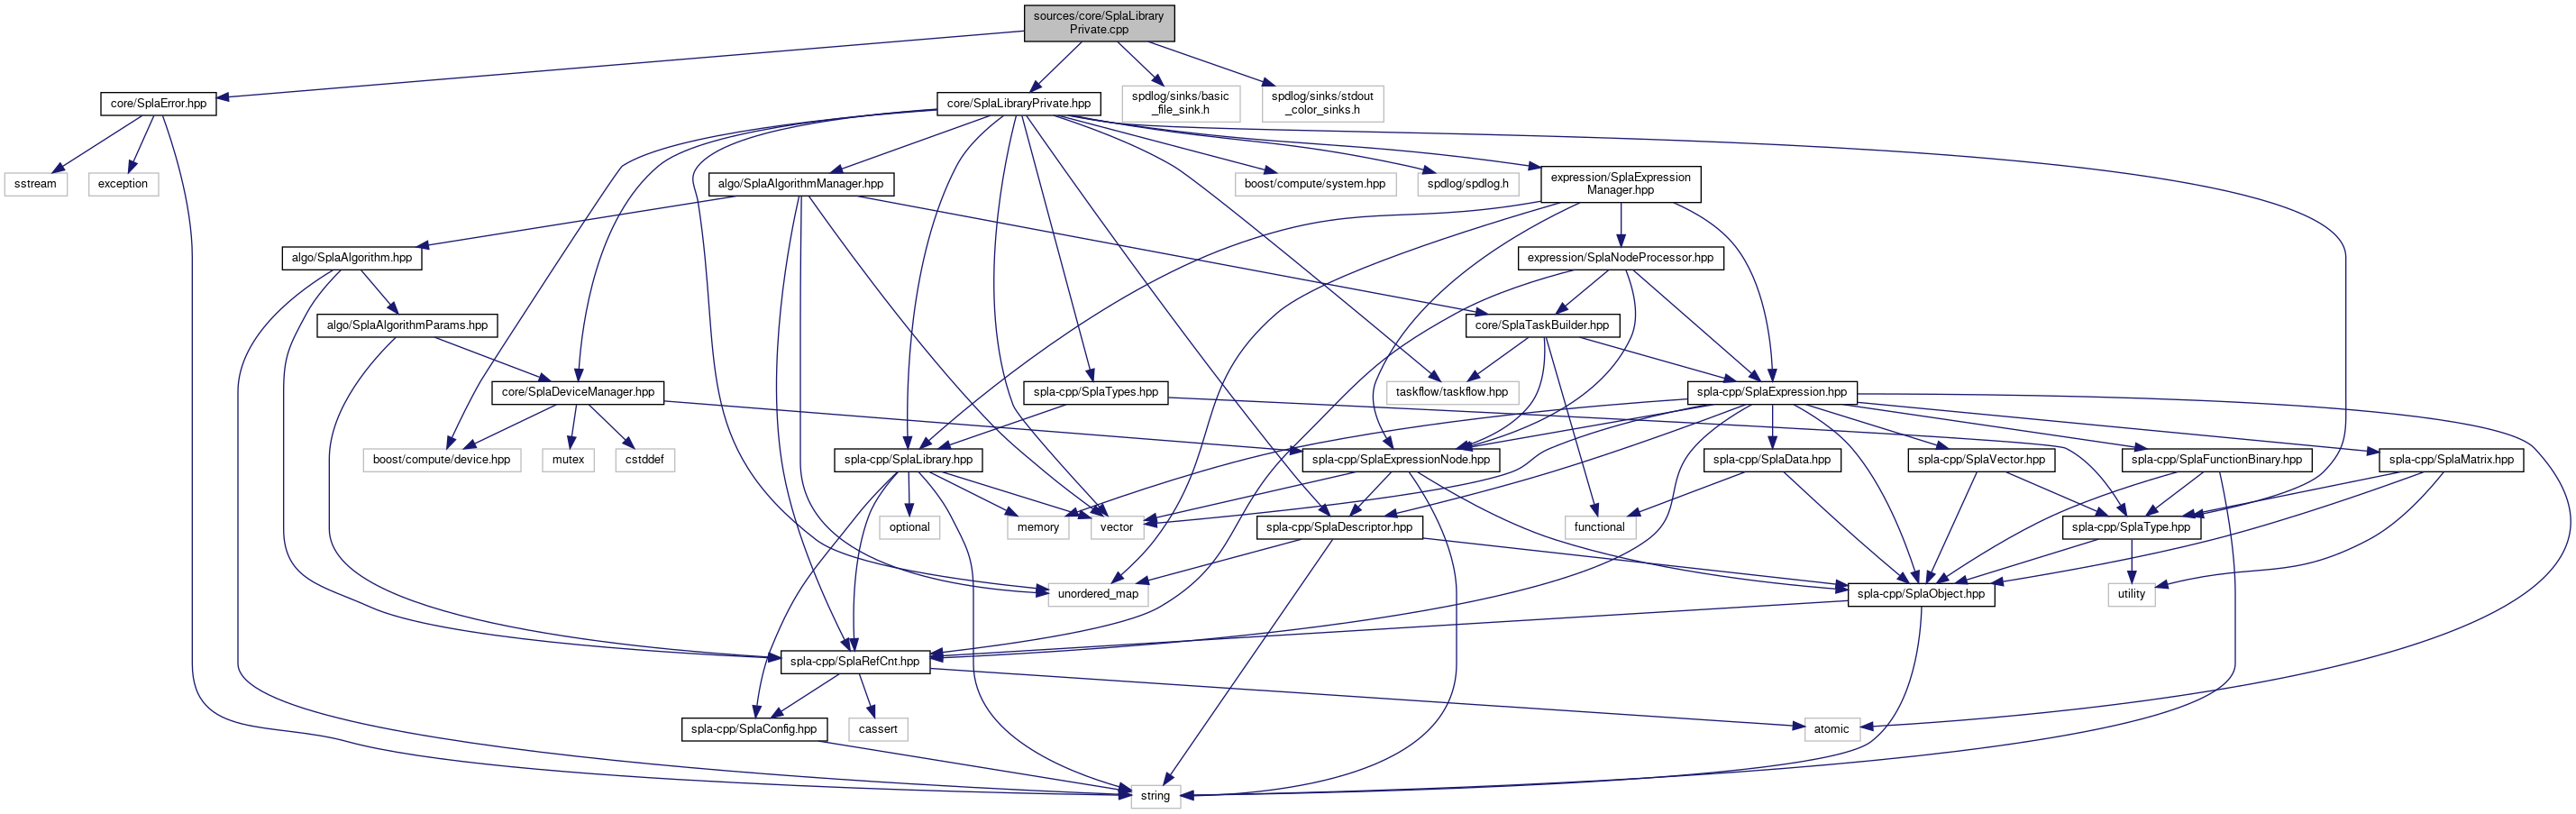 sources/core/SplaLibrary
Private.cpp
core/SplaError.hpp
core/SplaLibraryPrivate.hpp
spdlog/sinks/basic
_file_sink.h
spdlog/sinks/stdout
_color_sinks.h
sstream
exception
algo/SplaAlgorithmManager.hpp
boost/compute/system.hpp
spdlog/spdlog.h
expression/SplaExpression
Manager.hpp
algo/SplaAlgorithm.hpp
expression/SplaNodeProcessor.hpp
algo/SplaAlgorithmParams.hpp
core/SplaTaskBuilder.hpp
core/SplaDeviceManager.hpp
spla-cpp/SplaTypes.hpp
taskflow/taskflow.hpp
spla-cpp/SplaExpression.hpp
boost/compute/device.hpp
mutex
cstddef
spla-cpp/SplaLibrary.hpp
spla-cpp/SplaExpressionNode.hpp
spla-cpp/SplaData.hpp
spla-cpp/SplaVector.hpp
spla-cpp/SplaFunctionBinary.hpp
spla-cpp/SplaMatrix.hpp
optional
memory
vector
spla-cpp/SplaDescriptor.hpp
functional
spla-cpp/SplaType.hpp
unordered_map
spla-cpp/SplaObject.hpp
utility
spla-cpp/SplaRefCnt.hpp
spla-cpp/SplaConfig.hpp
cassert
atomic
string